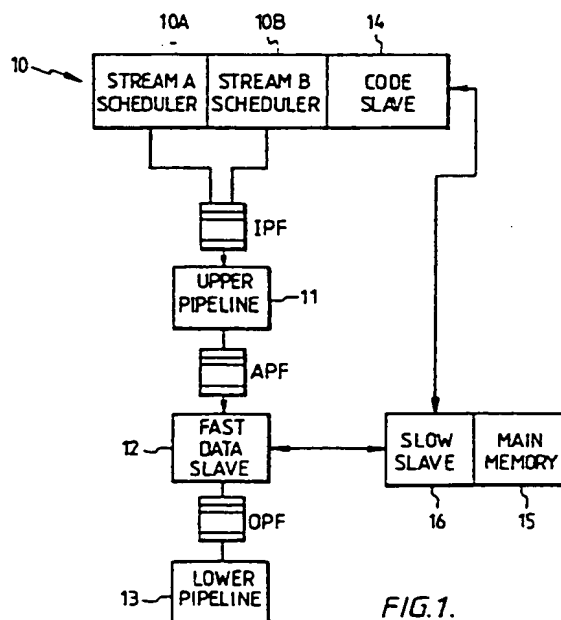 10A
10B
14
10
STREAM A
SCHEDULER
STREAM B
SCHEDULER
CODE
SLAVE
IPF
UPPER
PIPELINE
11
APF
12
FAST
DATA
SLAVE
SLOW
SLAVE
MAIN
MEMORY
16
15
OPF
13
LOWER
PIPELINE
FIG.1.